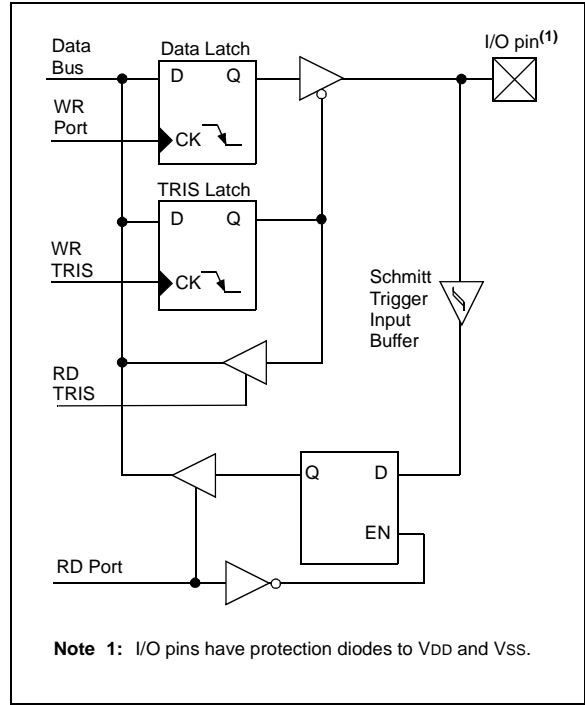 Data
Bus
Data Latch
I/O pin(1)
D Q
WR
Port
CK
TRIS Latch
D Q
WR
TRIS
CK
Schmitt
Trigger
Input
Buffer
RD
TRIS
Q D
EN
RD Port
Note 1: I/O pins have protection diodes to VDD and VSS.